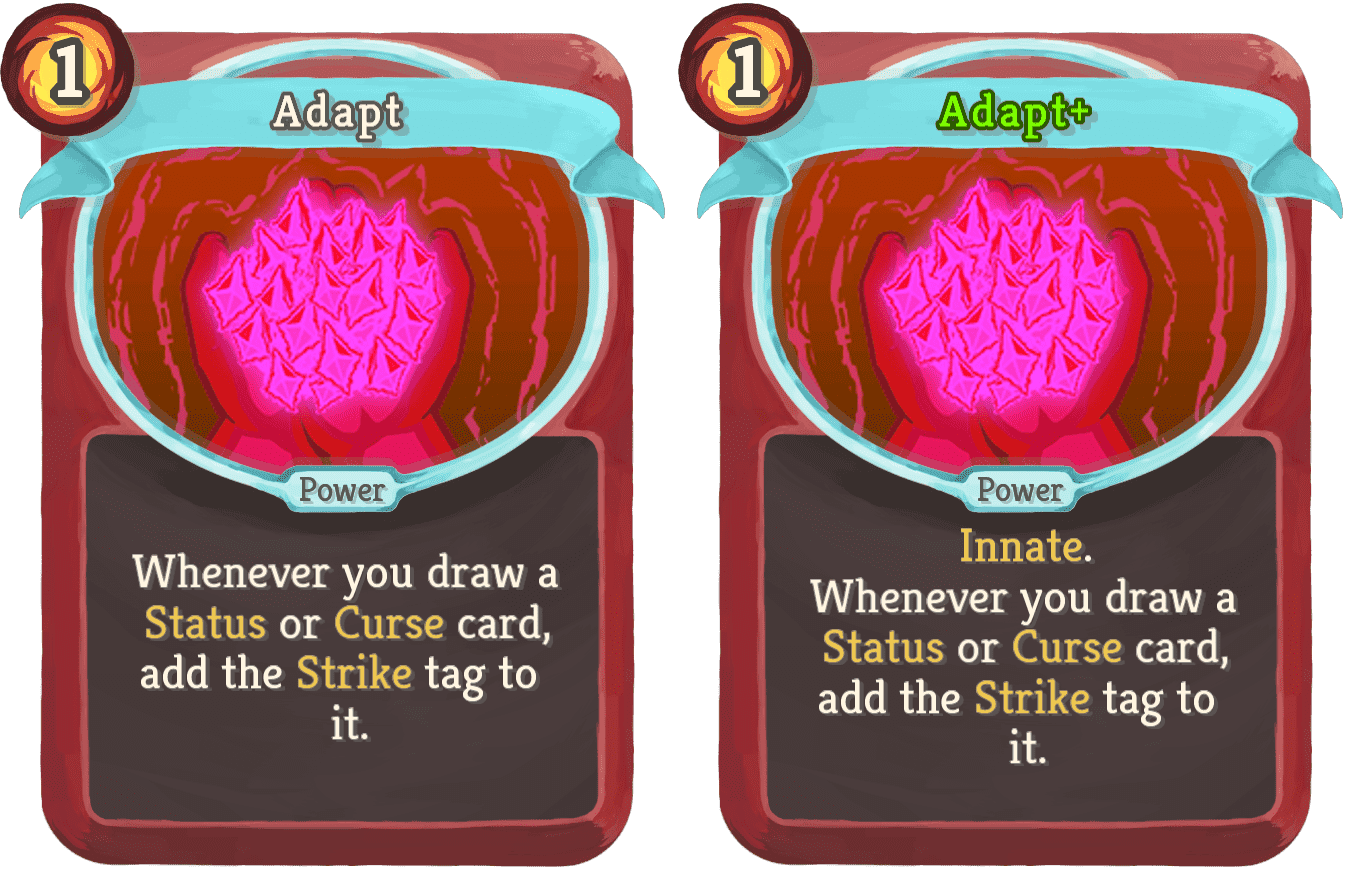 1
Adapt
Power
Whenever you draw a
Status or Curse card,
add the Strike tag to
it.
1
Adapt+
Power
Innate.
Whenever you draw a
Status or Curse card,
add the Strike tag to
it.